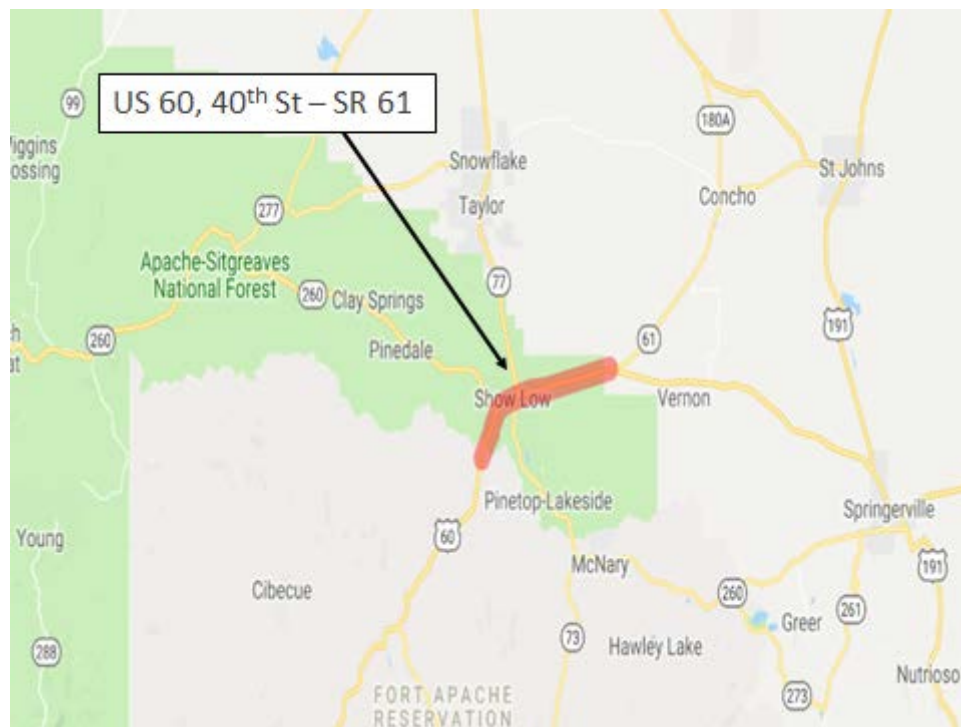 US 60, 40th St – SR 61
99
180A
Snowflake
St Johns
Concho
Taylor
277
Apache-Sitgreaves
National Forest
260
Clay Springs
77
191
260
61
Pinedale
Show Low
Vernon
Pinetop-Lakeside
Springerville
60
Young
McNary
191
Cibecue
260
Greer
261
73
Hawley Lake
288
Nutrioso
273
FORT APACHE
RESERVATION